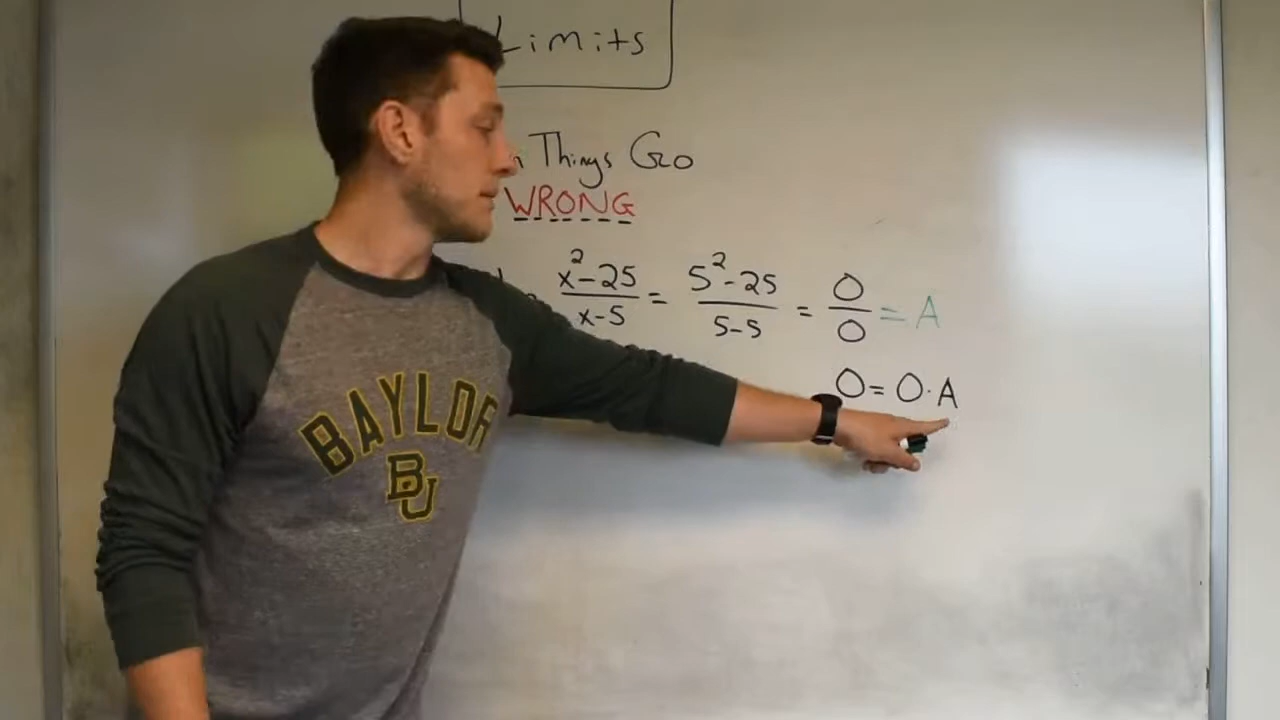 Limits
Things Go
WRONG
x²-25 / x-5 = 5²-25 / 5-5 = 0/0 = A
0 = 0·A
BAYLOR
BU